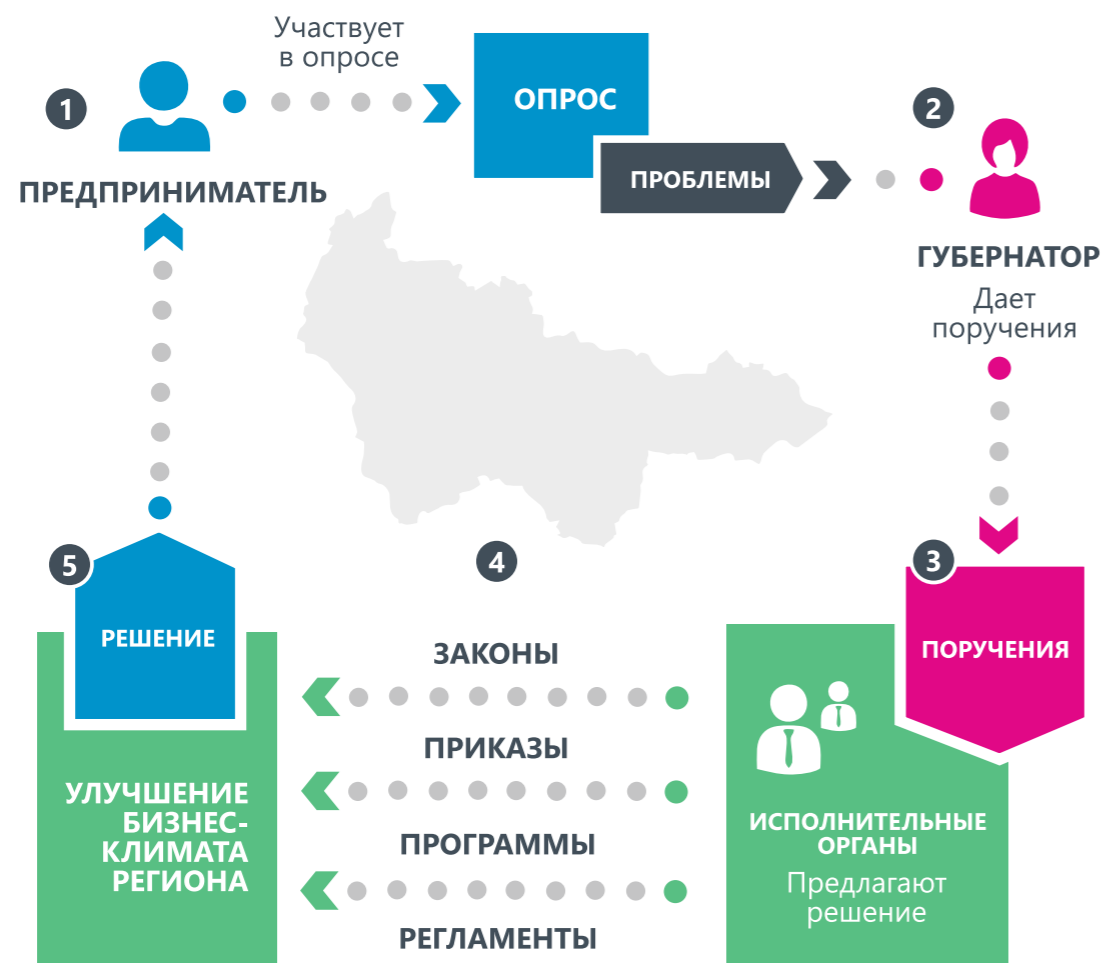 Участвует
в опросе
1
ПРЕДПРИНИМАТЕЛЬ
ОПРОС
ПРОБЛЕМЫ
2
ГУБЕРНАТОР
Дает
поручения
3
ПОРУЧЕНИЯ
ИСПОЛНИТЕЛЬНЫЕ
ОРГАНЫ
Предлагают
решение
4
ЗАКОНЫ
ПРИКАЗЫ
ПРОГРАММЫ
РЕГЛАМЕНТЫ
5
РЕШЕНИЕ
УЛУЧШЕНИЕ
БИЗНЕС-
КЛИМАТА
РЕГИОНА